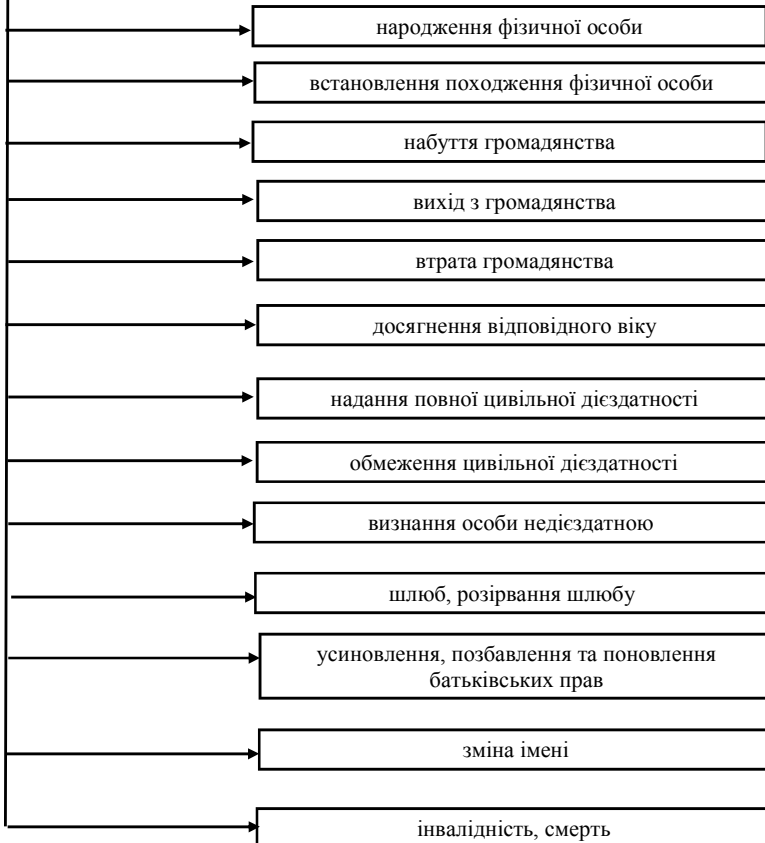 народження фізичної особи
встановлення походження фізичної особи
набуття громадянства
вихід з громадянства
втрата громадянства
досягнення відповідного віку
надання повної цивільної дієздатності
обмеження цивільної дієздатності
визнання особи недієздатною
шлюб, розірвання шлюбу
усиновлення, позбавлення та поновлення
батьківських прав
зміна імені
інвалідність, смерть